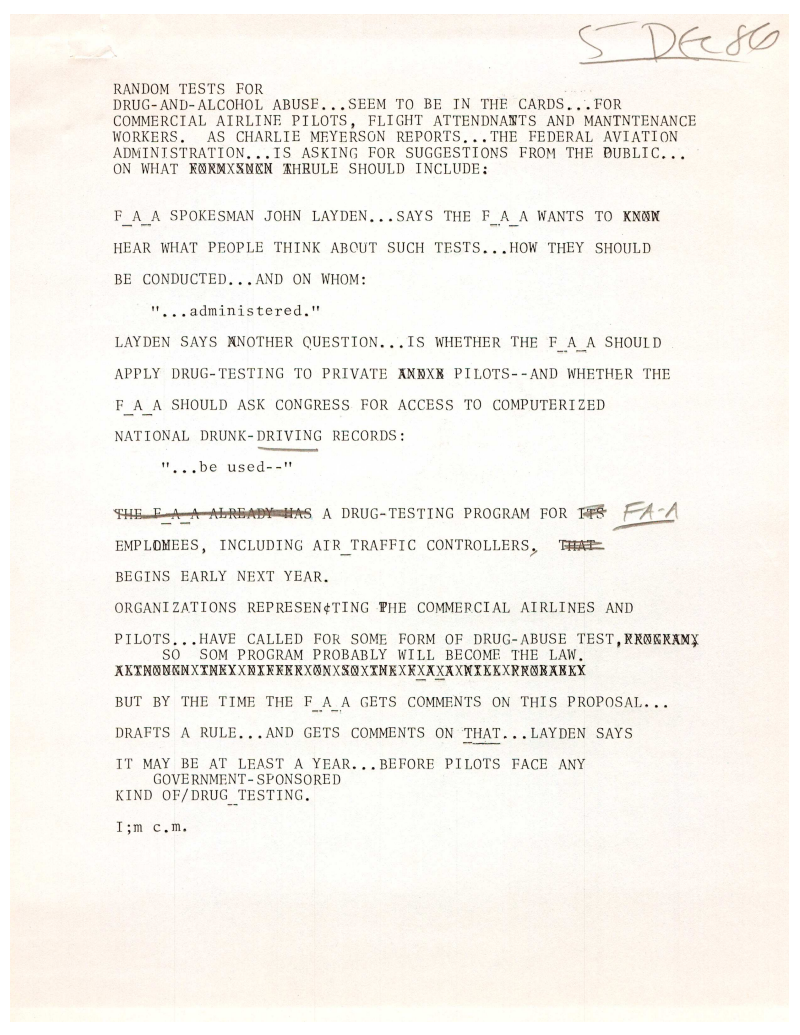 5 DEC 86
RANDOM TESTS FOR
DRUG-AND-ALCOHOL ABUSE...SEEM TO BE IN THE CARDS...FOR
COMMERCIAL AIRLINE PILOTS, FLIGHT ATTENDNANTS AND MANTNTENANCE
WORKERS. AS CHARLIE MEYERSON REPORTS...THE FEDERAL AVIATION
ADMINISTRATION...IS ASKING FOR SUGGESTIONS FROM THE PUBLIC...
ON WHAT RULE SHOULD INCLUDE:
F_A_A SPOKESMAN JOHN LAYDEN...SAYS THE F_A_A WANTS TO KNOW
HEAR WHAT PEOPLE THINK ABOUT SUCH TESTS...HOW THEY SHOULD
BE CONDUCTED...AND ON WHOM:
"...administered."
LAYDEN SAYS ANOTHER QUESTION...IS WHETHER THE F_A_A SHOULD
APPLY DRUG-TESTING TO PRIVATE PILOTS--AND WHETHER THE
F_A_A SHOULD ASK CONGRESS FOR ACCESS TO COMPUTERIZED
NATIONAL DRUNK-DRIVING RECORDS:
"...be used--"
THE F_A_A ALREADY HAS A DRUG-TESTING PROGRAM FOR ITS FA-A
EMPLOYEES, INCLUDING AIR_TRAFFIC CONTROLLERS, THAT
BEGINS EARLY NEXT YEAR.
ORGANIZATIONS REPRESENTING THE COMMERCIAL AIRLINES AND
PILOTS...HAVE CALLED FOR SOME FORM OF DRUG-ABUSE TEST, PROGRAM,
SO SOM PROGRAM PROBABLY WILL BECOME THE LAW.
BUT BY THE TIME THE F_A_A GETS COMMENTS ON THIS PROPOSAL...
DRAFTS A RULE...AND GETS COMMENTS ON THAT...LAYDEN SAYS
IT MAY BE AT LEAST A YEAR...BEFORE PILOTS FACE ANY
GOVERNMENT-SPONSORED
KIND OF/DRUG_TESTING.
I;m c.m.